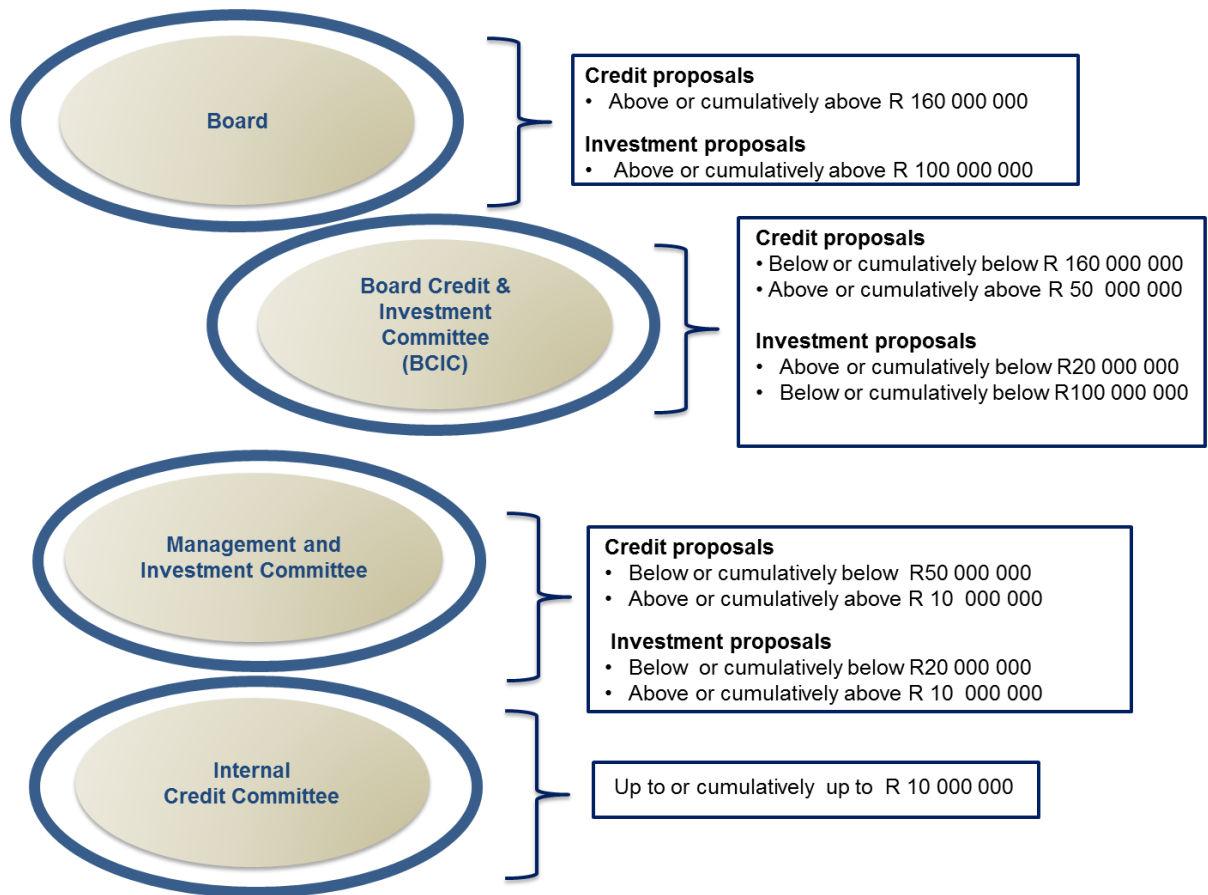 Board
Credit proposals
• Above or cumulatively above R 160 000 000
Investment proposals
• Above or cumulatively above R 100 000 000
Board Credit &
Investment
Committee
(BCIC)
Credit proposals
• Below or cumulatively below R 160 000 000
• Above or cumulatively above R 50 000 000
Investment proposals
• Above or cumulatively below R20 000 000
• Below or cumulatively below R100 000 000
Management and
Investment Committee
Credit proposals
• Below or cumulatively below R50 000 000
• Above or cumulatively above R 10 000 000
Investment proposals
• Below or cumulatively below R20 000 000
• Above or cumulatively above R 10 000 000
Internal
Credit Committee
Up to or cumulatively up to R 10 000 000